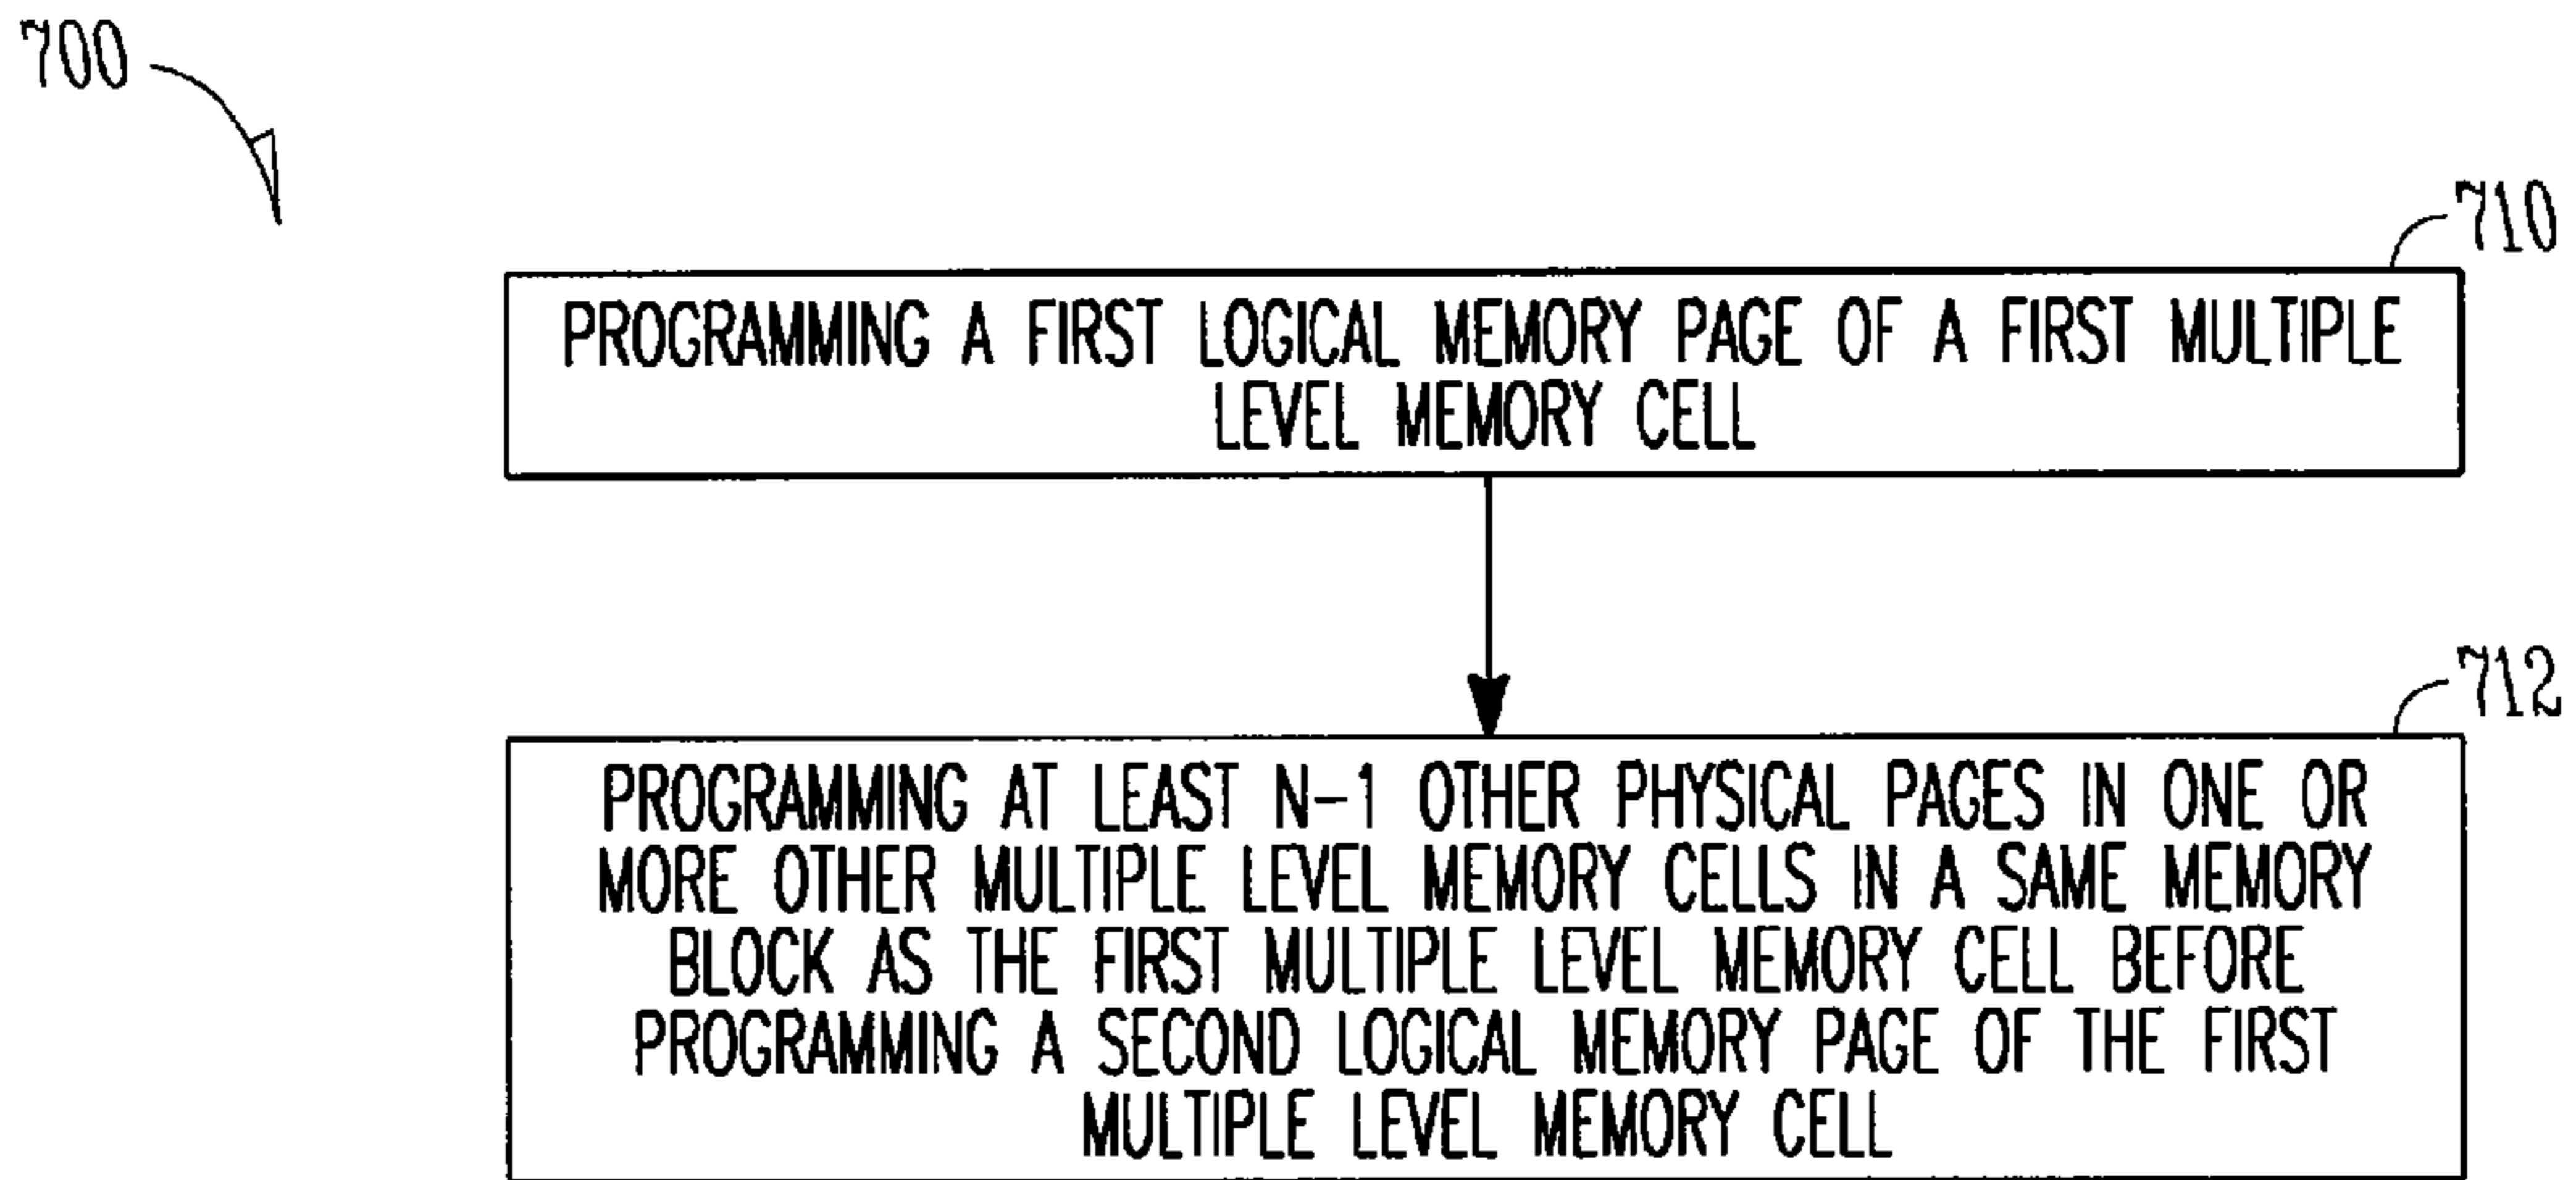 700
710
PROGRAMMING A FIRST LOGICAL MEMORY PAGE OF A FIRST MULTIPLE
LEVEL MEMORY CELL
712
PROGRAMMING AT LEAST N-1 OTHER PHYSICAL PAGES IN ONE OR
MORE OTHER MULTIPLE LEVEL MEMORY CELLS IN A SAME MEMORY
BLOCK AS THE FIRST MULTIPLE LEVEL MEMORY CELL BEFORE
PROGRAMMING A SECOND LOGICAL MEMORY PAGE OF THE FIRST
MULTIPLE LEVEL MEMORY CELL